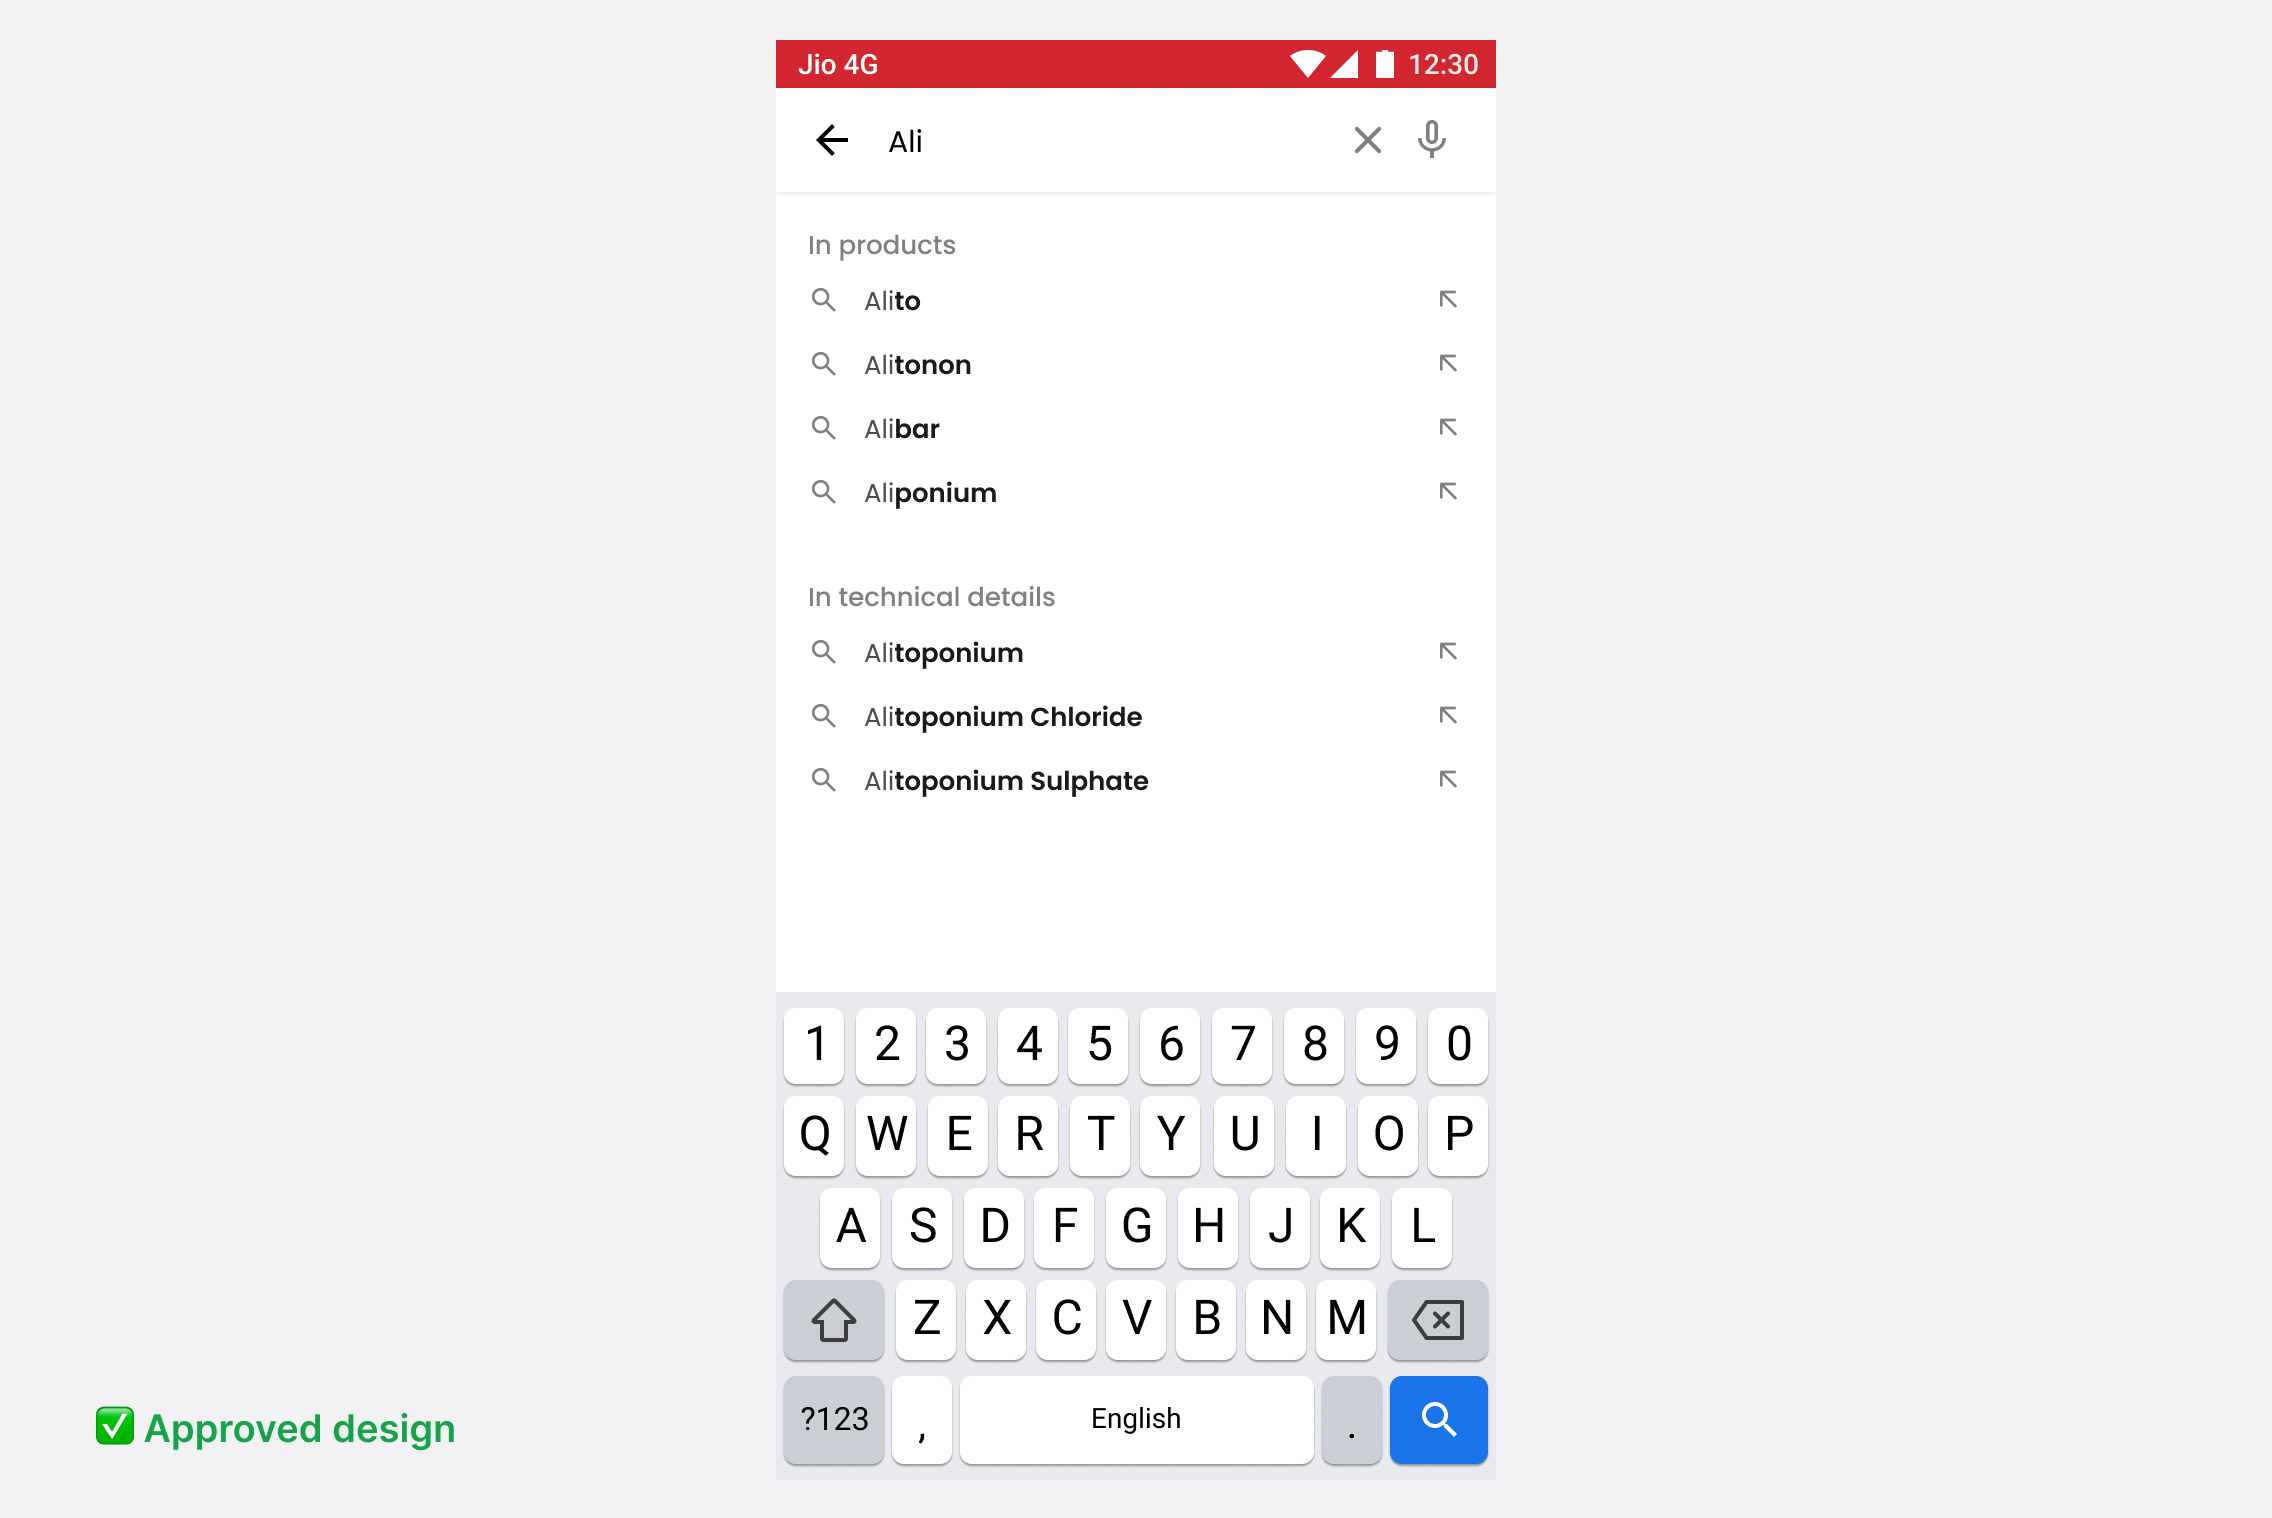 Jio 4G 12:30
Ali
In products
Alito
Alitonon
Alibar
Aliponium
In technical details
Alitoponium
Alitoponium Chloride
Alitoponium Sulphate
1 2 3 4 5 6 7 8 9 0
Q W E R T Y U I O P
A S D F G H J K L
Z X C V B N M
?123 , English .
✅ Approved design